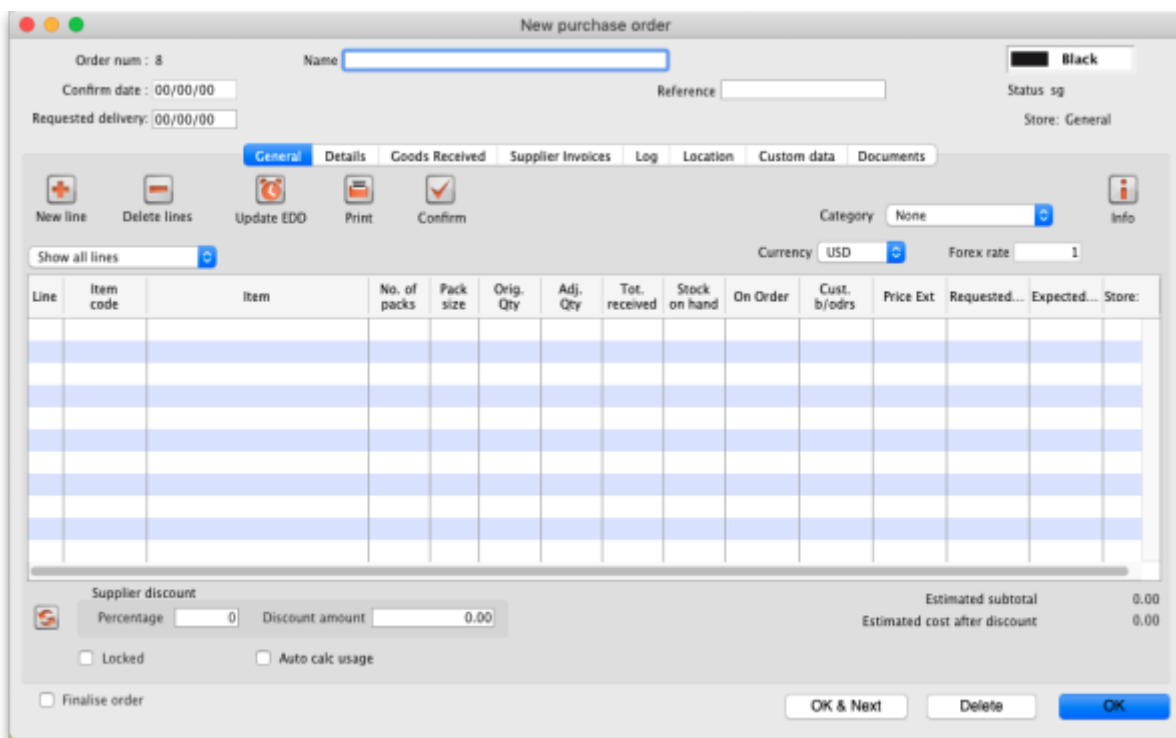 New purchase order
Order num : 8
Name
Black
Confirm date : 00/00/00
Reference
Status sg
Requested delivery: 00/00/00
Store: General
General Details Goods Received Supplier Invoices Log Location Custom data Documents
New line Delete lines Update EDD Print Confirm
Category None
Info
Show all lines
Currency USD
Forex rate 1
Line Item code Item No. of packs Pack size Orig. Qty Adj. Qty Tot. received Stock on hand On Order Cust. b/odrs Price Ext Requested... Expected... Store:
Supplier discount
Percentage 0 Discount amount 0.00
Estimated subtotal 0.00
Estimated cost after discount 0.00
Locked Auto calc usage
Finalise order
OK & Next Delete OK